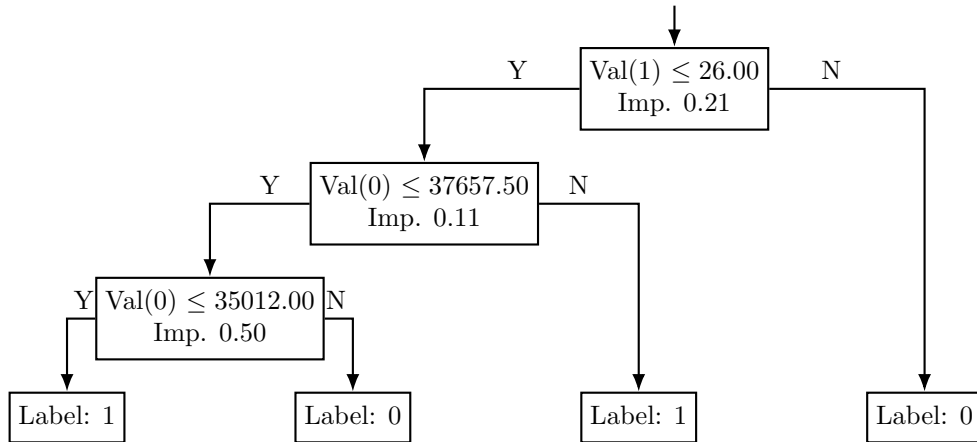 Val(1) ≤ 26.00
Imp. 0.21
Y
N
Val(0) ≤ 37657.50
Imp. 0.11
Y
N
Val(0) ≤ 35012.00
Imp. 0.50
Y
N
Label: 1
Label: 0
Label: 1
Label: 0